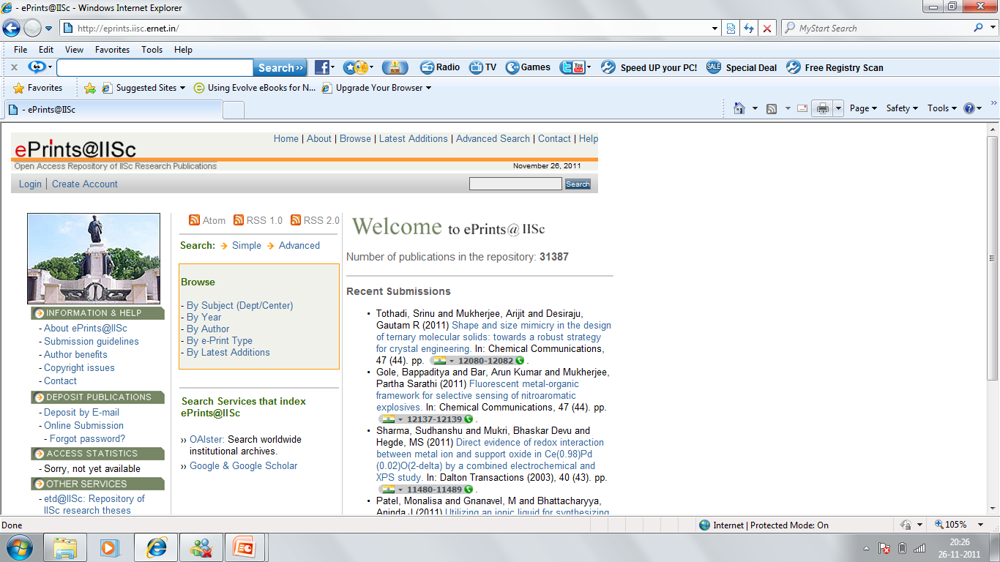 - ePrints@IISc - Windows Internet Explorer
http://eprints.iisc.ernet.in/
MyStart Search
File Edit View Favorites Tools Help
Search Radio TV Games Speed UP your PC! SALE Special Deal Free Registry Scan
Favorites Suggested Sites Using Evolve eBooks for N... Upgrade Your Browser
- ePrints@IISc
Page Safety Tools
Home | About | Browse | Latest Additions | Advanced Search | Contact | Help
ePrints@IISc
Open Access Repository of IISc Research Publications
November 26, 2011
Login | Create Account
Search
INFORMATION & HELP
- About ePrints@IISc
- Submission guidelines
- Author benefits
- Copyright issues
- Contact
DEPOSIT PUBLICATIONS
- Deposit by E-mail
- Online Submission
- Forgot password?
ACCESS STATISTICS
- Sorry, not yet available
OTHER SERVICES
- etd@IISc: Repository of
IISc research theses
Atom RSS 1.0 RSS 2.0
Search: Simple Advanced
Browse
- By Subject (Dept/Center)
- By Year
- By Author
- By e-Print Type
- By Latest Additions
Search Services that index
ePrints@IISc
›› OAIster: Search worldwide
institutional archives.
›› Google & Google Scholar
Welcome to ePrints@IISc
Number of publications in the repository: 31387
Recent Submissions
• Tothadi, Srinu and Mukherjee, Arijit and Desiraju,
Gautam R (2011) Shape and size mimicry in the design
of ternary molecular solids: towards a robust strategy
for crystal engineering. In: Chemical Communications,
47 (44). pp. 12080-12082 .
• Gole, Bappaditya and Bar, Arun Kumar and Mukherjee,
Partha Sarathi (2011) Fluorescent metal-organic
framework for selective sensing of nitroaromatic
explosives. In: Chemical Communications, 47 (44). pp.
12137-12139 .
• Sharma, Sudhanshu and Mukri, Bhaskar Devu and
Hegde, MS (2011) Direct evidence of redox interaction
between metal ion and support oxide in Ce(0.98)Pd
(0.02)O(2-delta) by a combined electrochemical and
XPS study. In: Dalton Transactions (2003), 40 (43). pp.
11480-11489 .
• Patel, Monalisa and Gnanavel, M and Bhattacharyya,
Aninda J (2011) Utilizing an ionic liquid for synthesizing
Done
Internet | Protected Mode: On
105%
20:26
26-11-2011